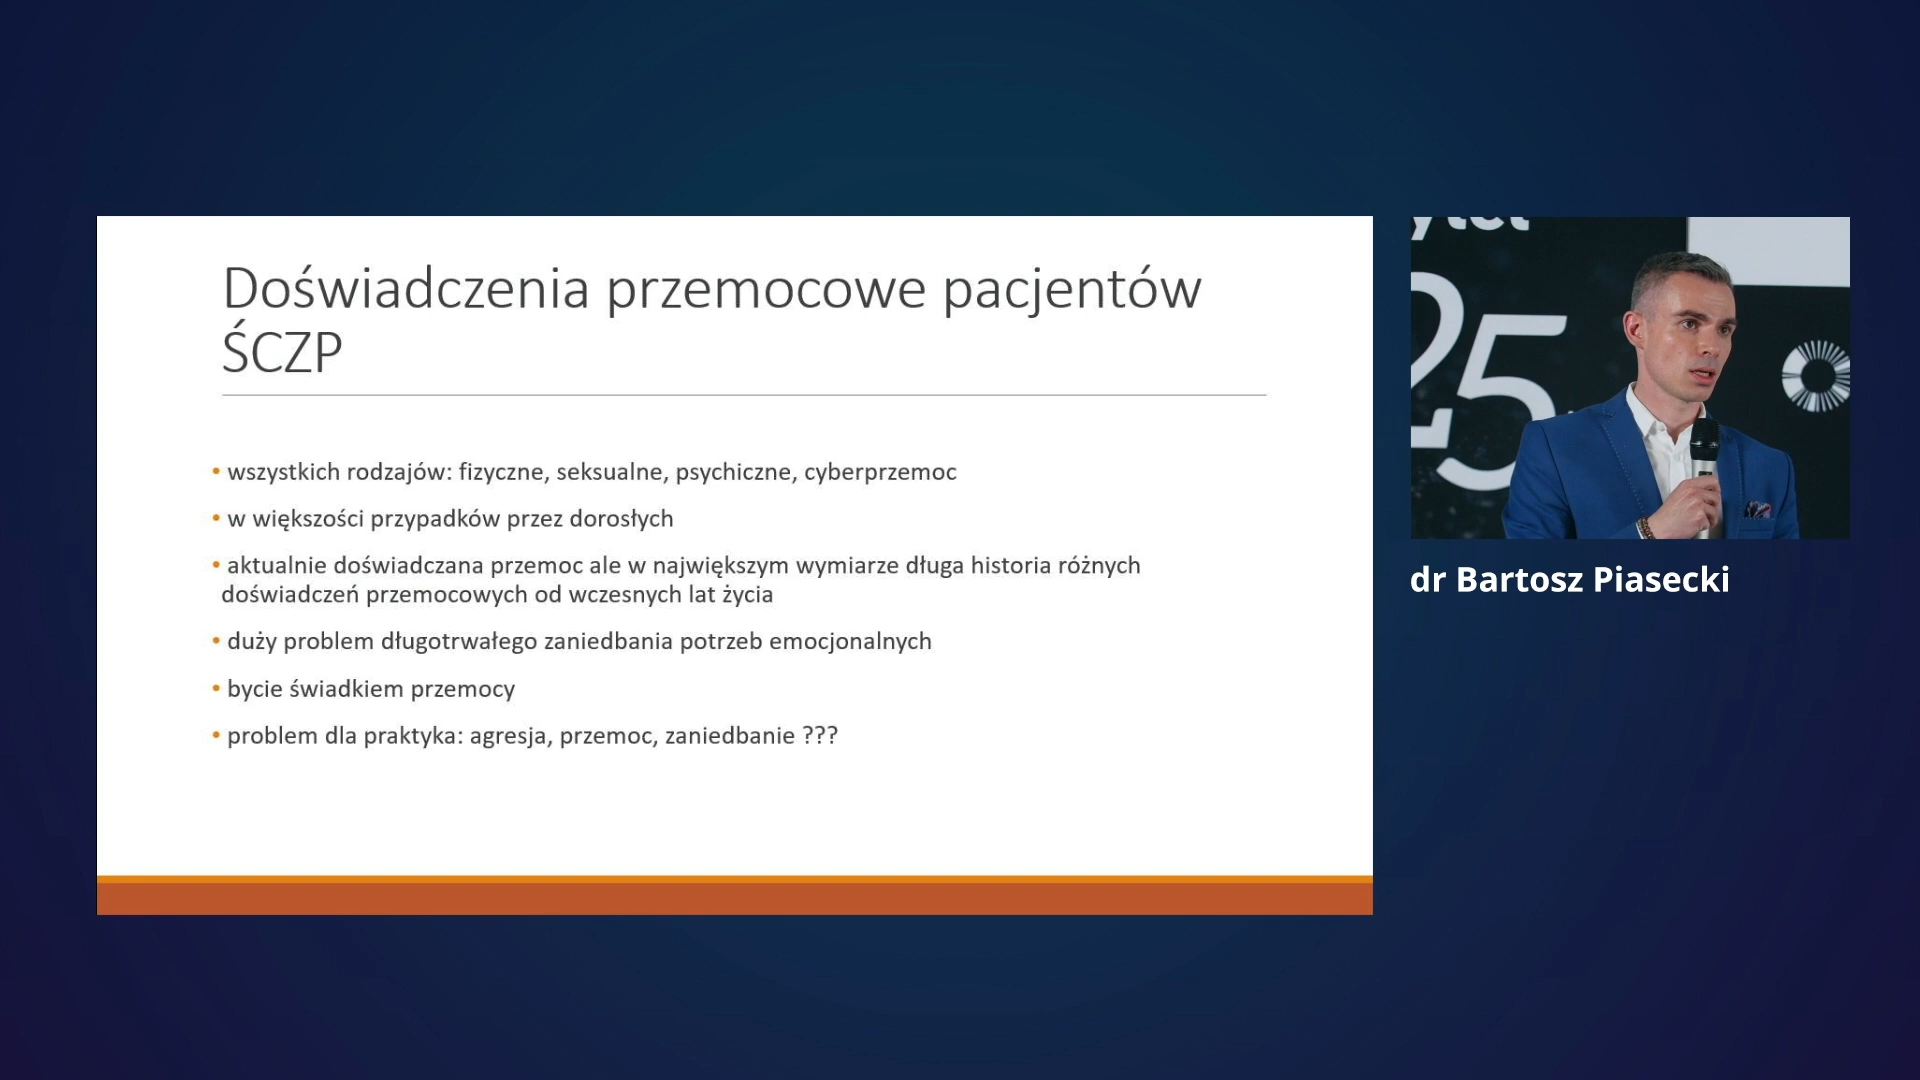 Doświadczenia przemocowe pacjentów
ŚCZP
• wszystkich rodzajów: fizyczne, seksualne, psychiczne, cyberprzemoc
• w większości przypadków przez dorosłych
• aktualnie doświadczana przemoc ale w największym wymiarze długa historia różnych
doświadczeń przemocowych od wczesnych lat życia
• duży problem długotrwałego zaniedbania potrzeb emocjonalnych
• bycie świadkiem przemocy
• problem dla praktyka: agresja, przemoc, zaniedbanie ???
25
dr Bartosz Piasecki